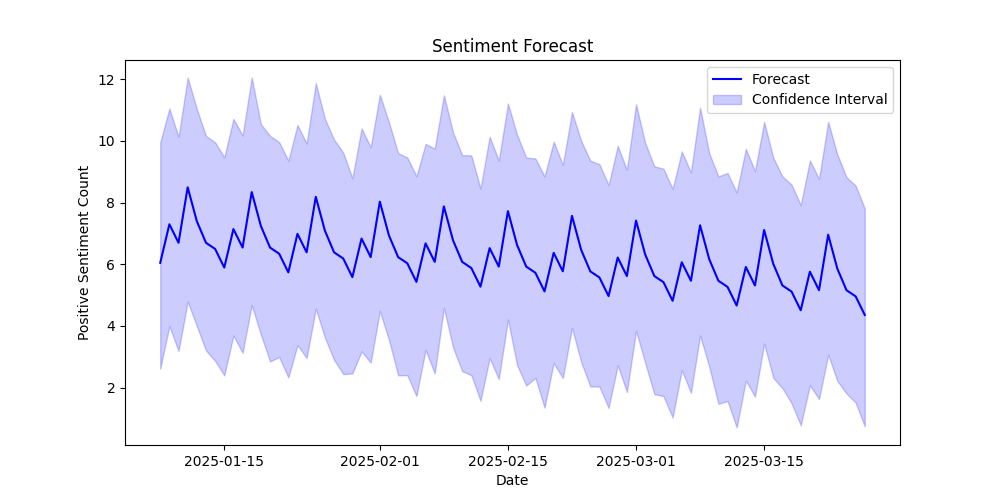 Sentiment Forecast
Forecast
Confidence Interval
Positive Sentiment Count
12
10
8
6
4
2
2025-01-15
2025-02-01
2025-02-15
2025-03-01
2025-03-15
Date